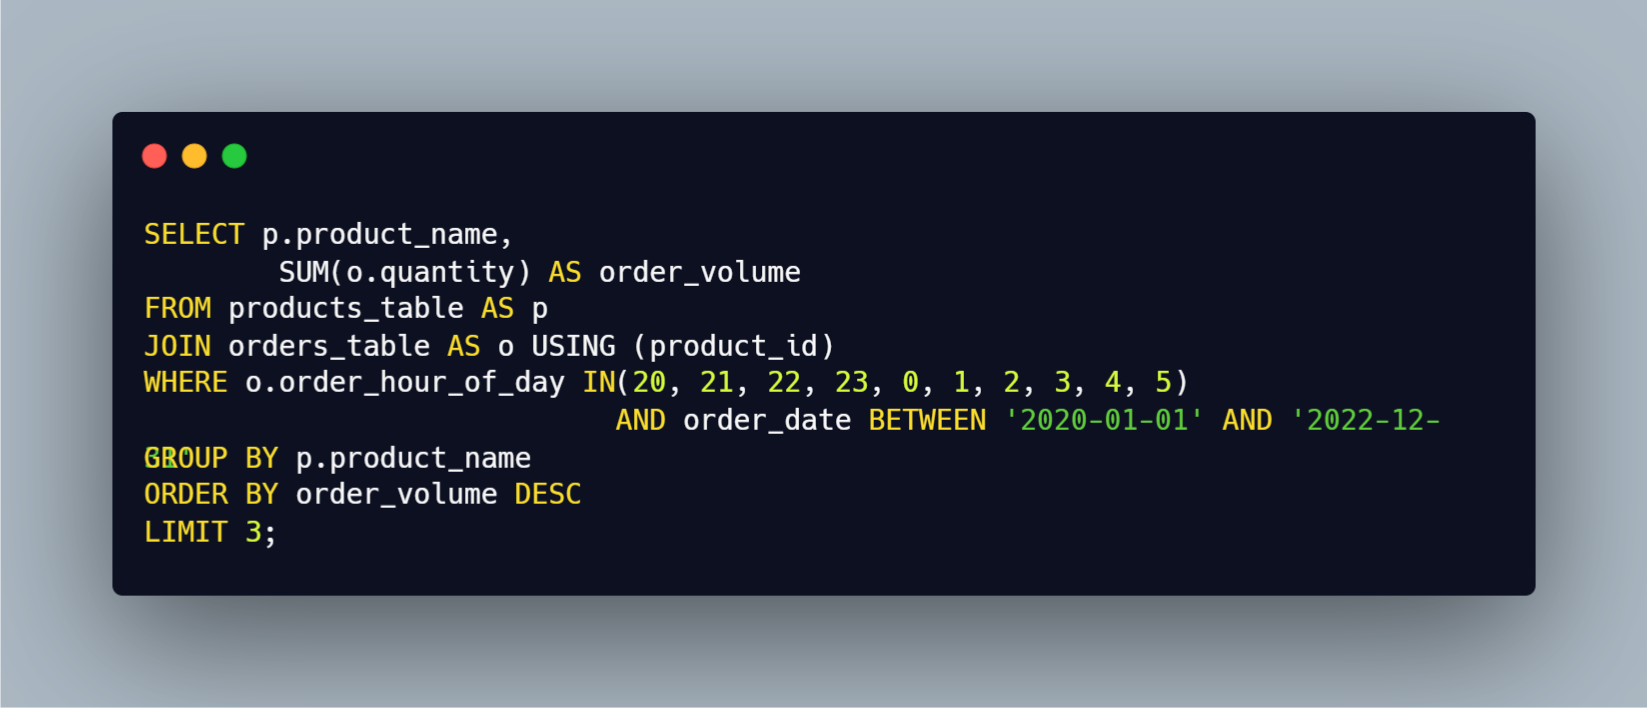 SELECT p.product_name,
SUM(o.quantity) AS order_volume
FROM products_table AS p
JOIN orders_table AS o USING (product_id)
WHERE o.order_hour_of_day IN(20, 21, 22, 23, 0, 1, 2, 3, 4, 5)
AND order_date BETWEEN '2020-01-01' AND '2022-12-
GROUP BY p.product_name
ORDER BY order_volume DESC
LIMIT 3;